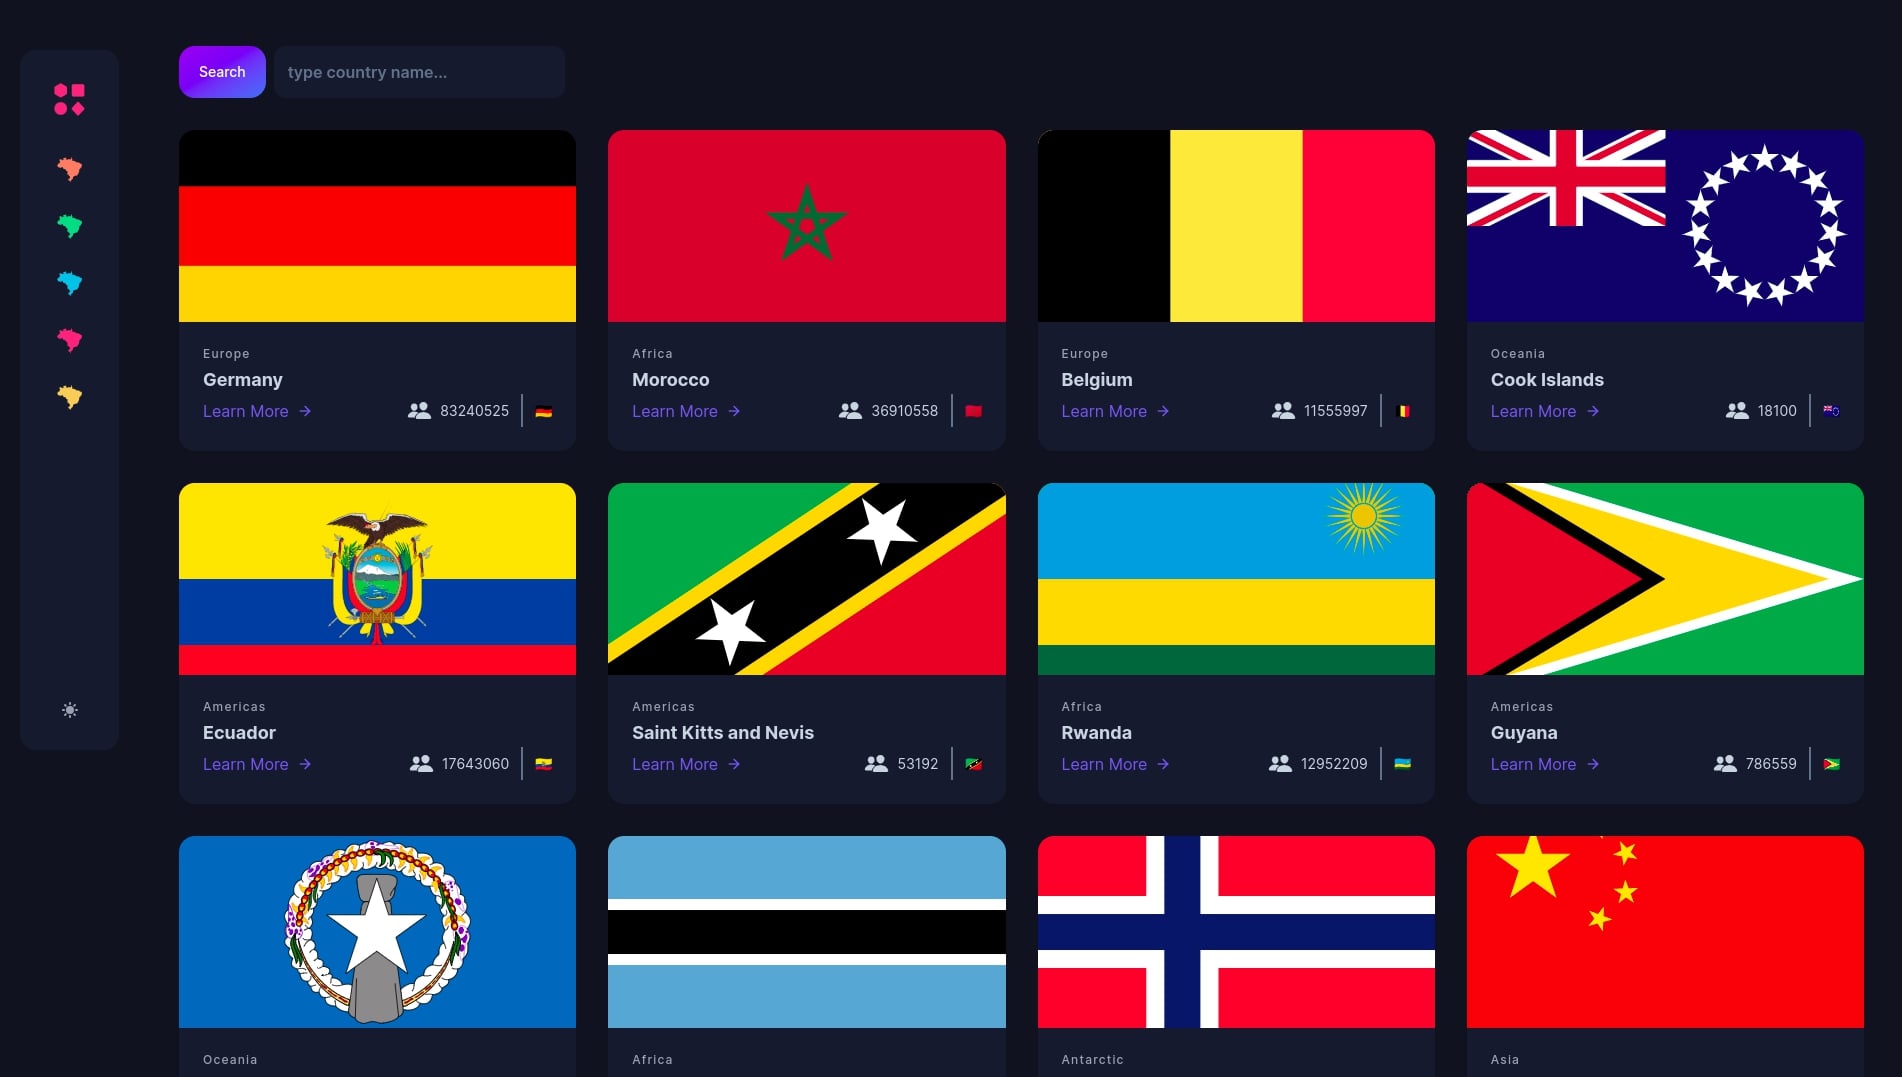 Search
type country name...
Europe
Germany
Learn More
83240525
Africa
Morocco
Learn More
36910558
Europe
Belgium
Learn More
11555997
Oceania
Cook Islands
Learn More
18100
Americas
Ecuador
Learn More
17643060
Americas
Saint Kitts and Nevis
Learn More
53192
Africa
Rwanda
Learn More
12952209
Americas
Guyana
Learn More
786559
Oceania
Africa
Antarctic
Asia